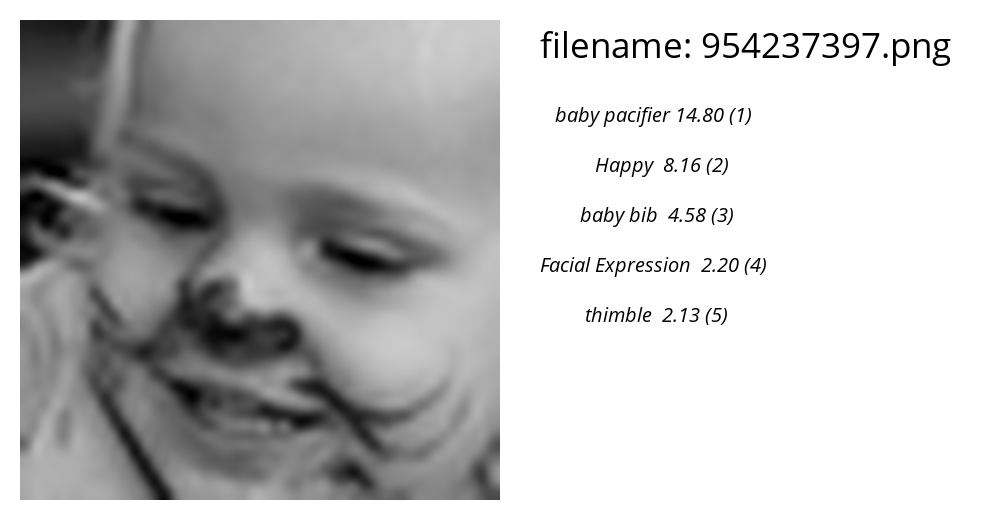 filename: 954237397.png
baby pacifier 14.80 (1)
Happy 8.16 (2)
baby bib 4.58 (3)
Facial Expression 2.20 (4)
thimble 2.13 (5)